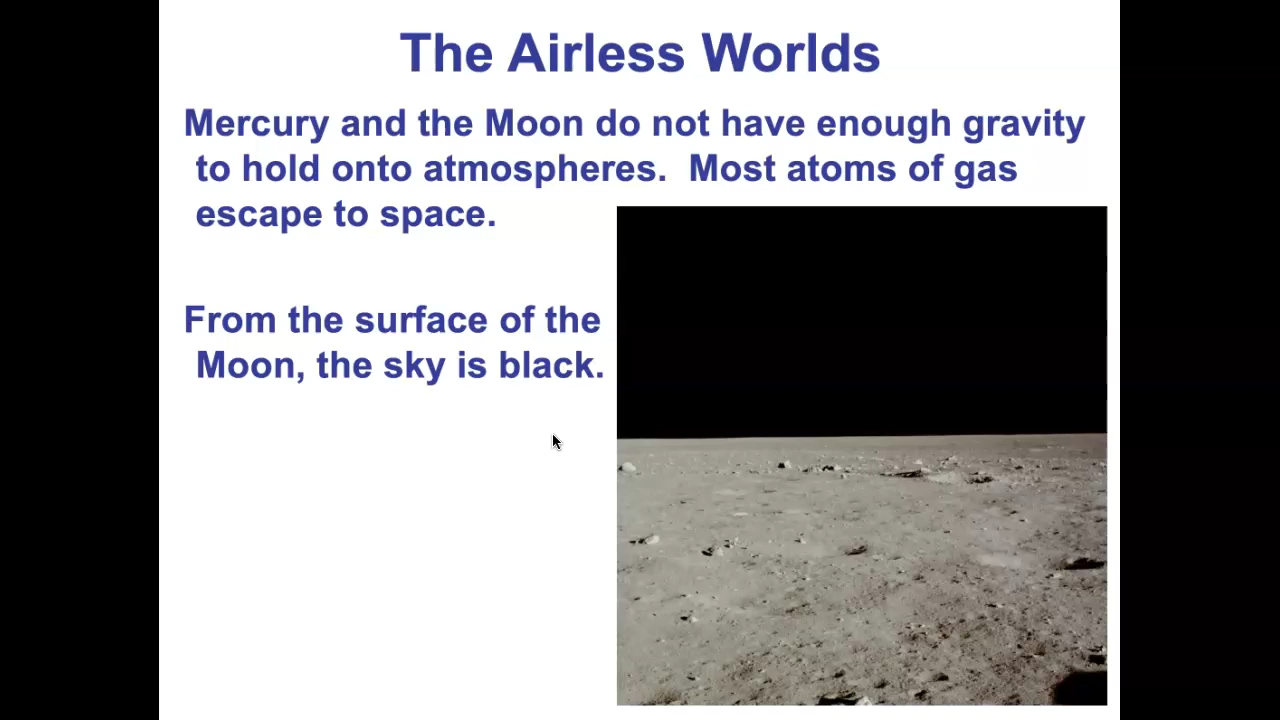 The Airless Worlds
Mercury and the Moon do not have enough gravity
to hold onto atmospheres.  Most atoms of gas
escape to space.
From the surface of the
Moon, the sky is black.